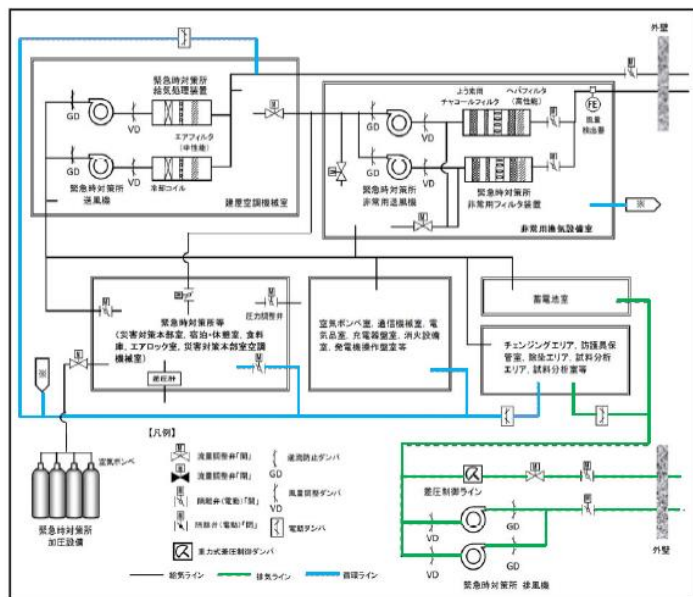 外壁
緊急時対策所
給気処理装置
GD
VD
エアフィルタ
(中性能)
GD
VD
緊急時対策所
送風機
冷却コイル
建屋空調機械室
よう素用
チャコールフィルタ
ヘパフィルタ
(高性能)
FE
風量
検出器
GD
VD
GD
VD
緊急時対策所
非常用送風機
緊急時対策所
非常用フィルタ装置
非常用換気設備室
緊急時対策所等
(災害対策本部室、宿泊・休憩室、食料
庫、エアロック室、災害対策本部室空調
機械室)
圧力調整弁
空気ボンベ室、通信機械室、電
気品室、充電器盤室、消火設備
室、発電機操作盤室等
蓄電池室
チェンジングエリア、防護具保
管室、除染エリア、試料分析
エリア、試料分析室等
空気ボンベ
緊急時対策所
加圧設備
【凡例】
流量調整弁「開」
流量調整弁「閉」
隔離弁(電動)「開」
隔離弁(電動)「閉」
重力式差圧制御ダンパ
逆流防止ダンパ
GD
風量調整ダンパ
VD
電動ダンパ
給気ライン
排気ライン
循環ライン
差圧制御ライン
VD
GD
VD
GD
緊急時対策所 排風機
外壁